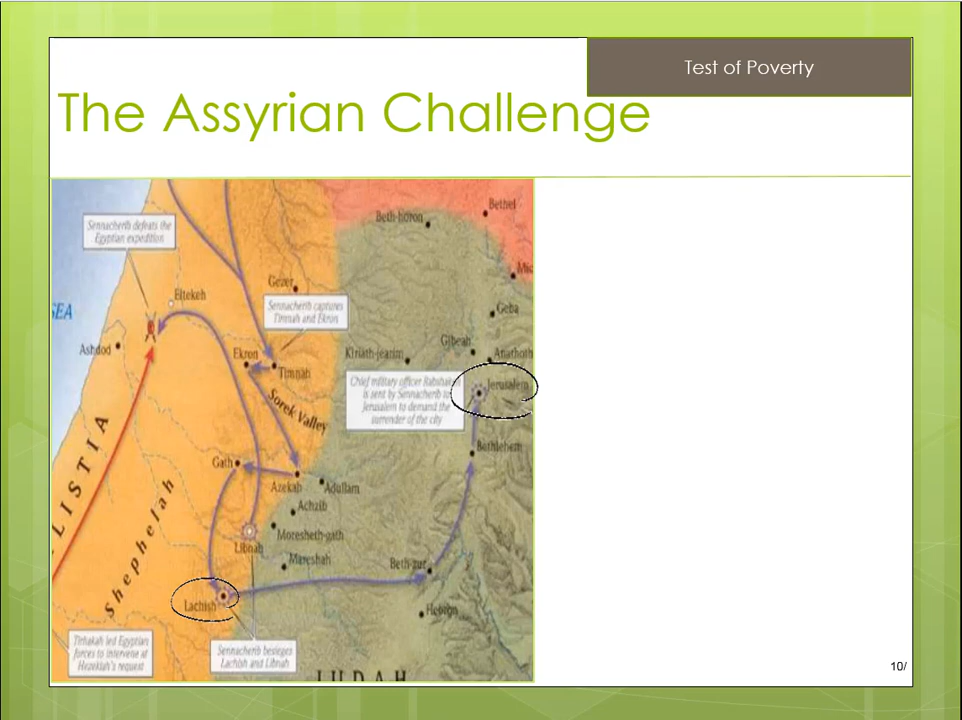 Test of Poverty
The Assyrian Challenge
Bethel
Beth-horon
Sennacherib defeats the
Egyptian expedition
Mic
Gezer
Eltekeh
SEA
Sennacherib captures
Timnah and Ekron
Geba
Gibeah
Ashdod
Ekron
Kiriath-jearim
Anathoth
Timnah
Chief military officer Rabshakeh
is sent by Sennacherib to
Jerusalem to demand the
surrender of the city
Jerusalem
Sorek Valley
LISTIA
Bethlehem
Gath
Azekah
Adullam
Shephelah
Achzib
Moresheth-gath
Libnah
Mareshah
Beth-zur
Lachish
Hebron
Tirhakah led Egyptian
forces to intervene at
Hezekiah's request
Sennacherib besieges
Lachish and Libnah
JUDAH
10/